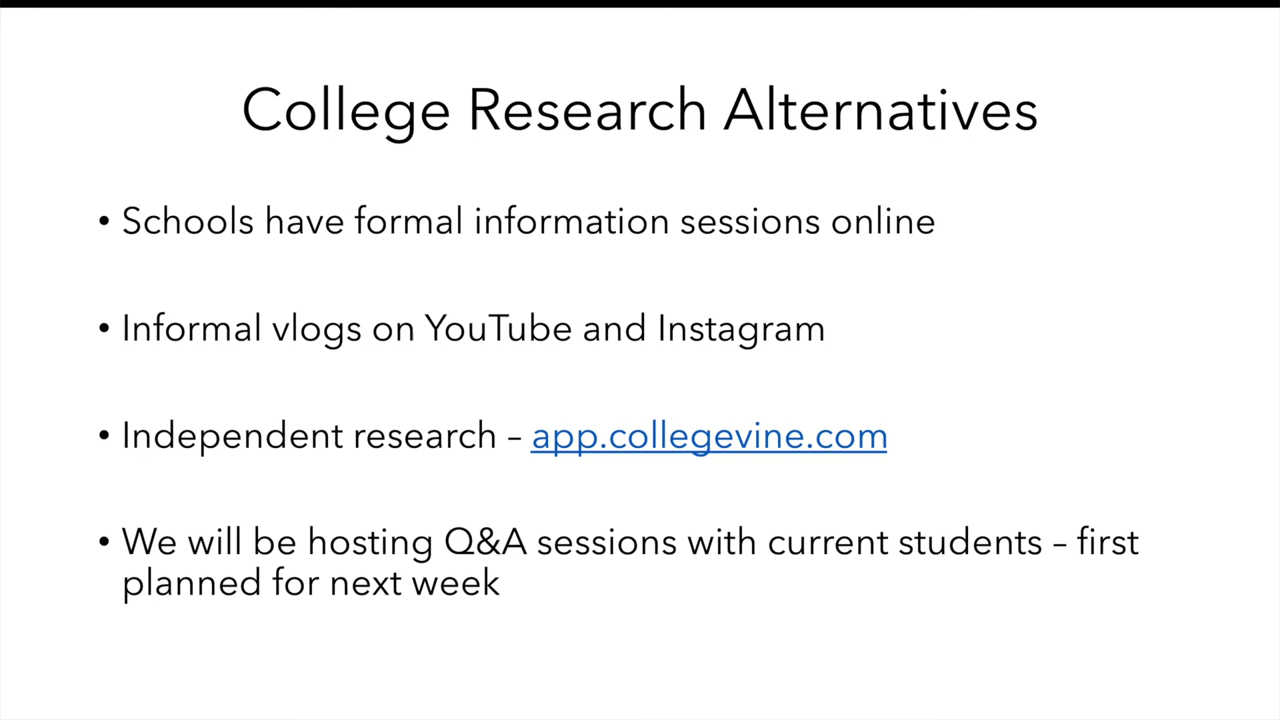 College Research Alternatives
• Schools have formal information sessions online
• Informal vlogs on YouTube and Instagram
• Independent research – app.collegevine.com
• We will be hosting Q&A sessions with current students – first
planned for next week